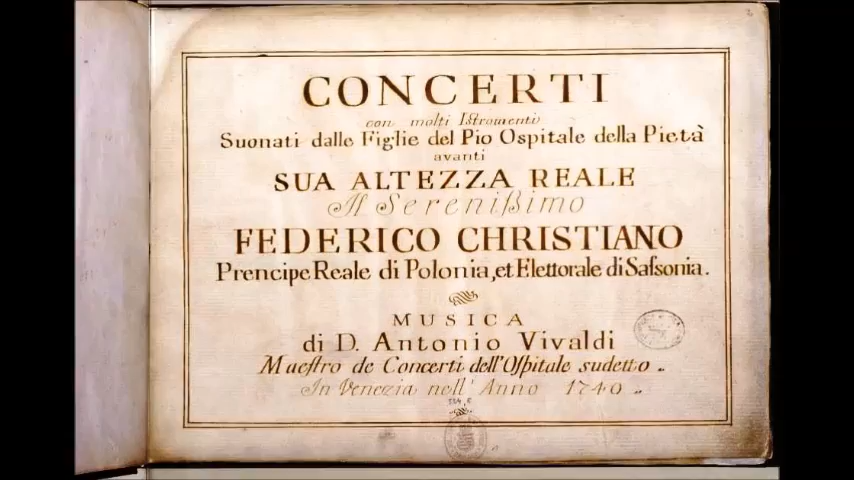 CONCERTI
con molti Istromenti
Suonati dalle Figlie del Pio Ospitale della Pietà
avanti
SUA ALTEZZA REALE
Il Sereniſsimo
FEDERICO CHRISTIANO
Prencipe Reale di Polonia, et Elettorale di Saſsonia.
MUSICA
di D. Antonio Vivaldi
Maeſtro de Concerti dell'Oſpitale sudetto..
In Venezia nell' Anno 1740..